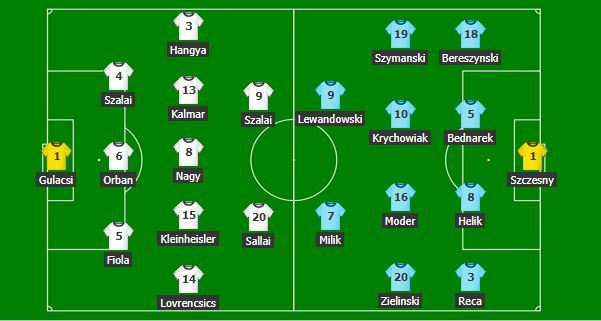 3
Hangya
19
Szymanski
18
Bereszynski
4
Szalai
13
Kalmar
9
Szalai
9
Lewandowski
10
Krychowiak
5
Bednarek
1
Gulacsi
6
Orban
8
Nagy
1
Szczesny
15
Kleinheisler
20
Sallai
7
Milik
16
Moder
8
Helik
5
Fiola
14
Lovrencsics
20
Zielinski
3
Reca